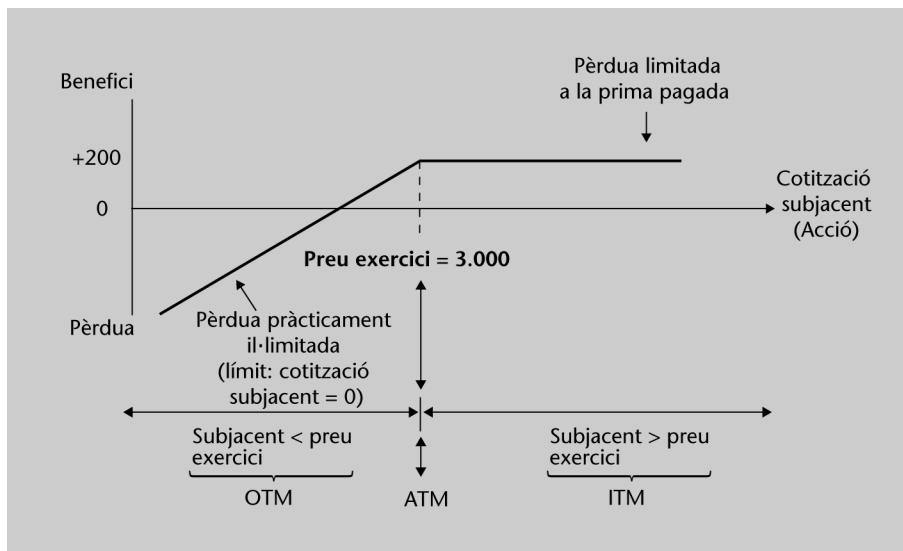 Benefici
Pèrdua limitada
a la prima pagada
+200
0
Cotització
subjacent
(Acció)
Preu exercici = 3.000
Pèrdua
Pèrdua pràcticament
il·limitada
(límit: cotització
subjacent = 0)
Subjacent < preu
exercici
Subjacent > preu
exercici
OTM
ATM
ITM